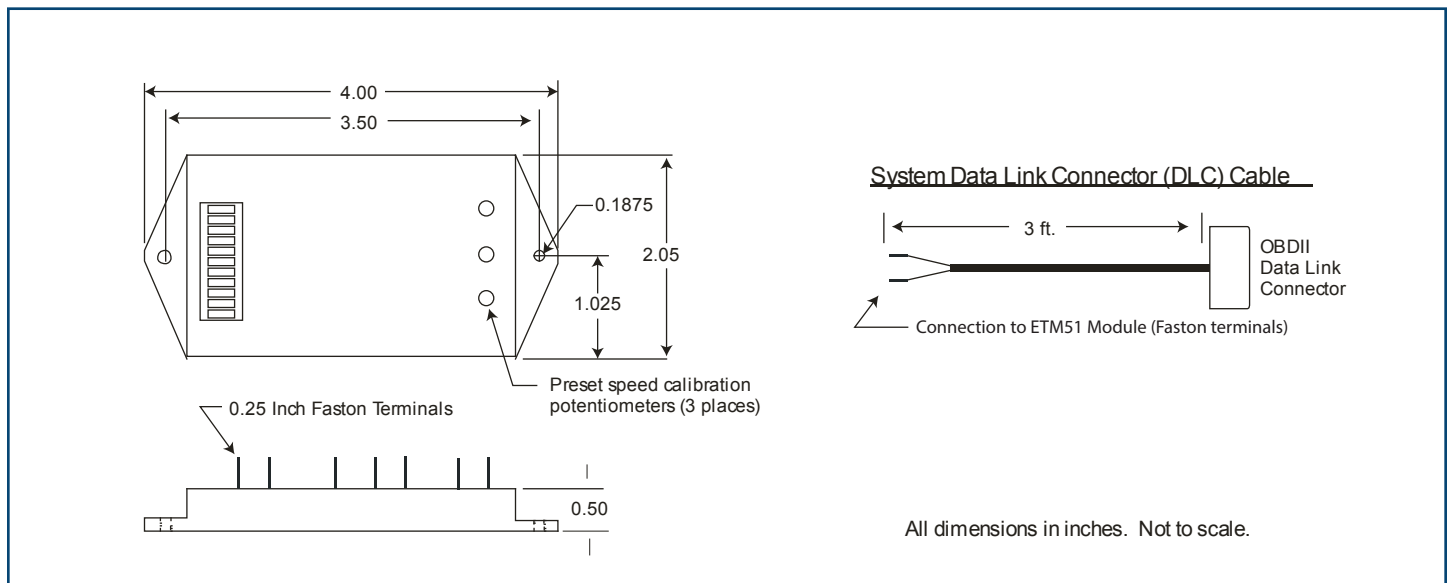 4.00
3.50
0.1875
2.05
1.025
Preset speed calibration
potentiometers (3 places)
0.25 Inch Faston Terminals
0.50
System Data Link Connector (DLC) Cable
3 ft.
OBDII
Data Link
Connector
Connection to ETM51 Module (Faston terminals)
All dimensions in inches. Not to scale.